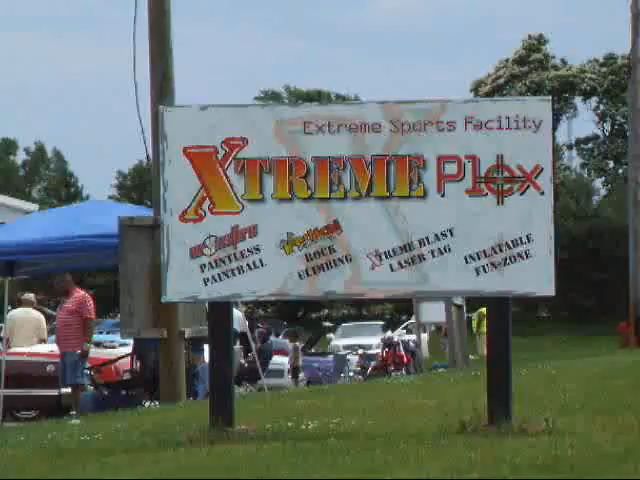 Extreme Sports Facility
XTREME Plex
PAINTLESS
PAINTBALL
ROCK
CLIMBING
XTREME BLAST
LASER TAG
INFLATABLE
FUN-ZONE